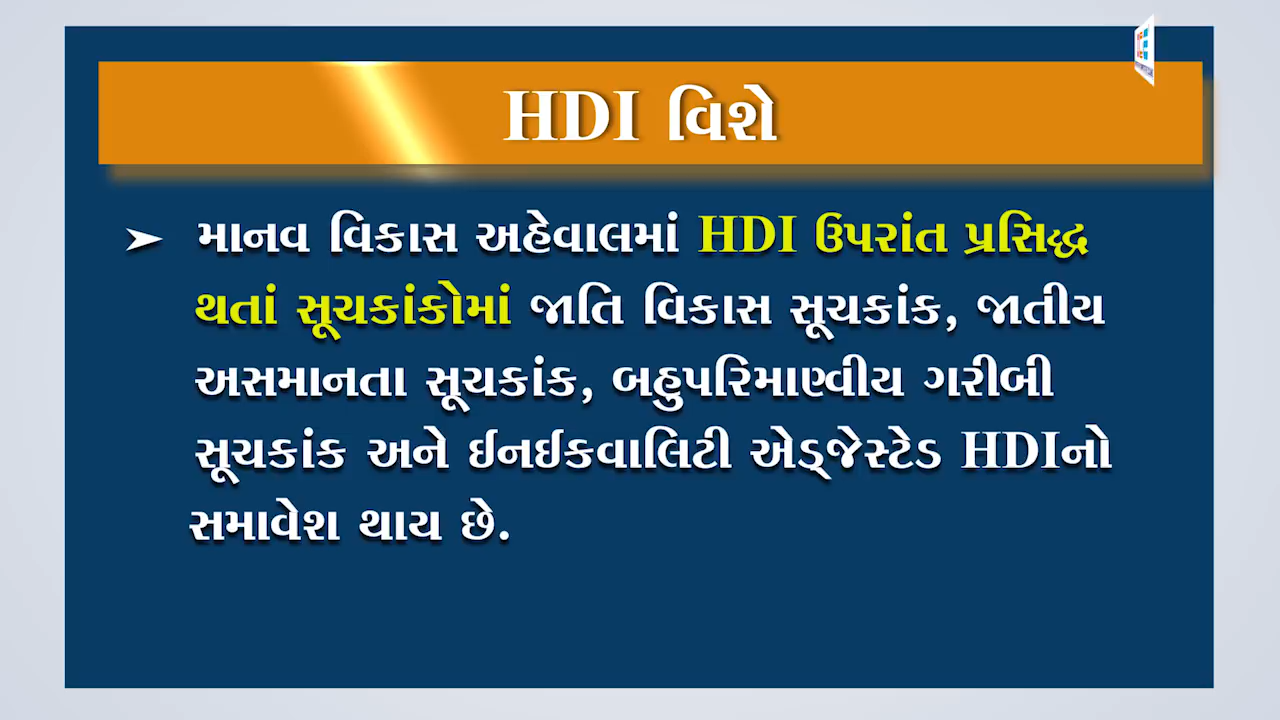 HDI વિશે
➢ માનવ વિકાસ અહેવાલમાં HDI ઉપરાંત પ્રસિદ્ધ
થતાં સૂચકાંકોમાં જાતિ વિકાસ સૂચકાંક, જાતીય
અસમાનતા સૂચકાંક, બહુપરિમાણ્વીય ગરીબી
સૂચકાંક અને ઈનઈકવાલિટી એડ્જેસ્ટેડ HDIનો
સમાવેશ થાય છે.